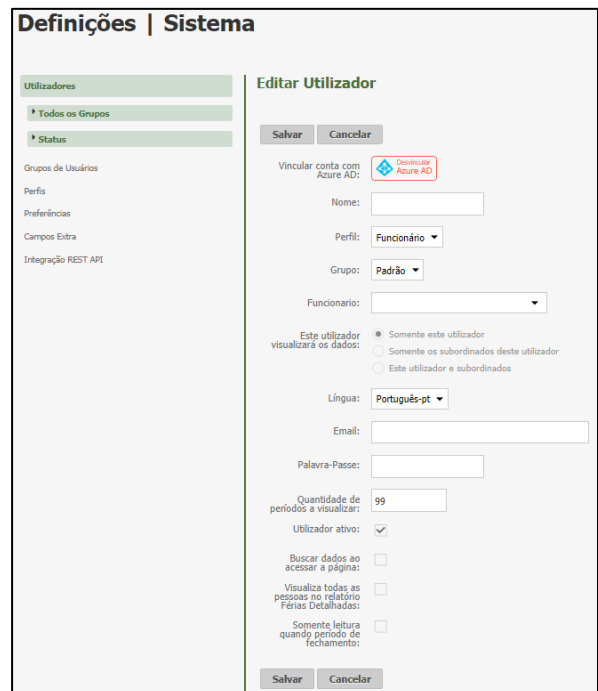 Definições | Sistema
Utilizadores
Todos os Grupos
Status
Grupos de Usuários
Perfis
Preferências
Campos Extra
Integração REST API
Editar Utilizador
Salvar Cancelar
Vincular conta com
Azure AD:
Desvincular
Azure AD
Nome:
Perfil: Funcionário
Grupo: Padrão
Funcionario:
Este utilizador
visualizará os dados:
Somente este utilizador
Somente os subordinados deste utilizador
Este utilizador e subordinados
Língua: Português-pt
Email:
Palavra-Passe:
Quantidade de
períodos a visualizar:
99
Utilizador ativo:
Buscar dados ao
acessar a página:
Visualiza todas as
pessoas no relatório
Férias Detalhadas:
Somente leitura
quando período de
fechamento:
Salvar Cancelar